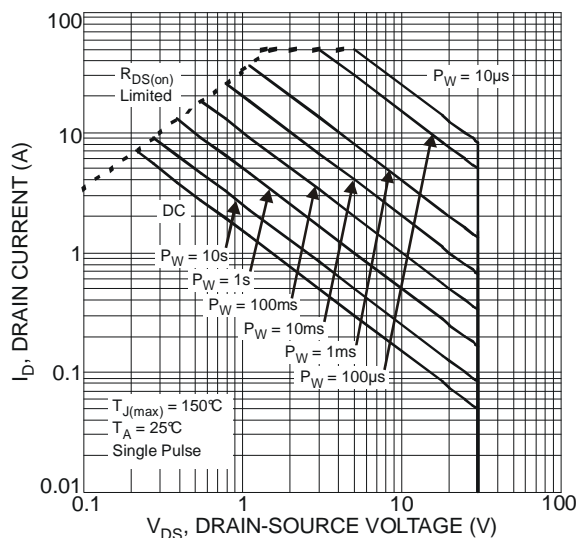 100
R_DS(on)
Limited
P_W = 10µs
10
I_D, DRAIN CURRENT (A)
DC
P_W = 10s
1
P_W = 1s
P_W = 100ms
P_W = 10ms
P_W = 1ms
P_W = 100µs
0.1
T_J(max) = 150℃
T_A = 25℃
Single Pulse
0.01
0.1
1
10
100
V_DS, DRAIN-SOURCE VOLTAGE (V)